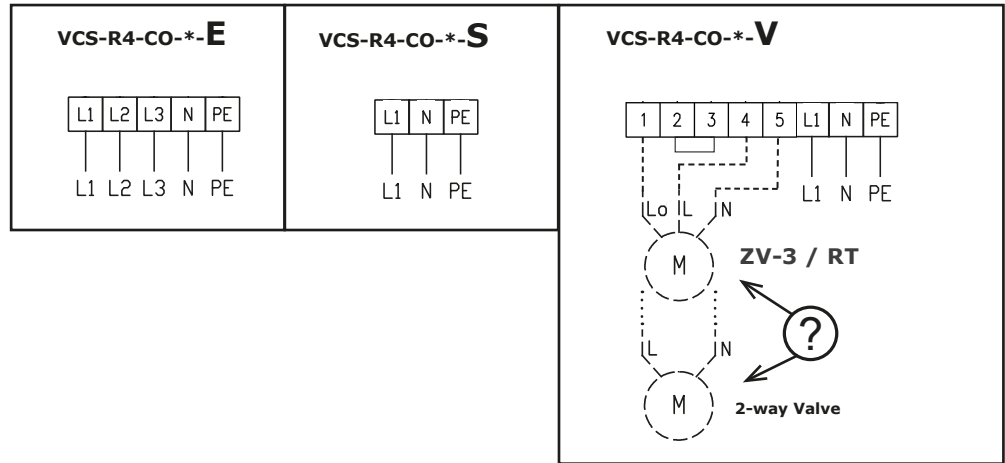 VCS-R4-CO-*-E
L1 L2 L3 N PE
L1 L2 L3 N PE
VCS-R4-CO-*-S
L1 N PE
L1 N PE
VCS-R4-CO-*-V
1 2 3 4 5 L1 N PE
L1 N PE
Lo L N
M
ZV-3 / RT
?
L N
M
2-way Valve